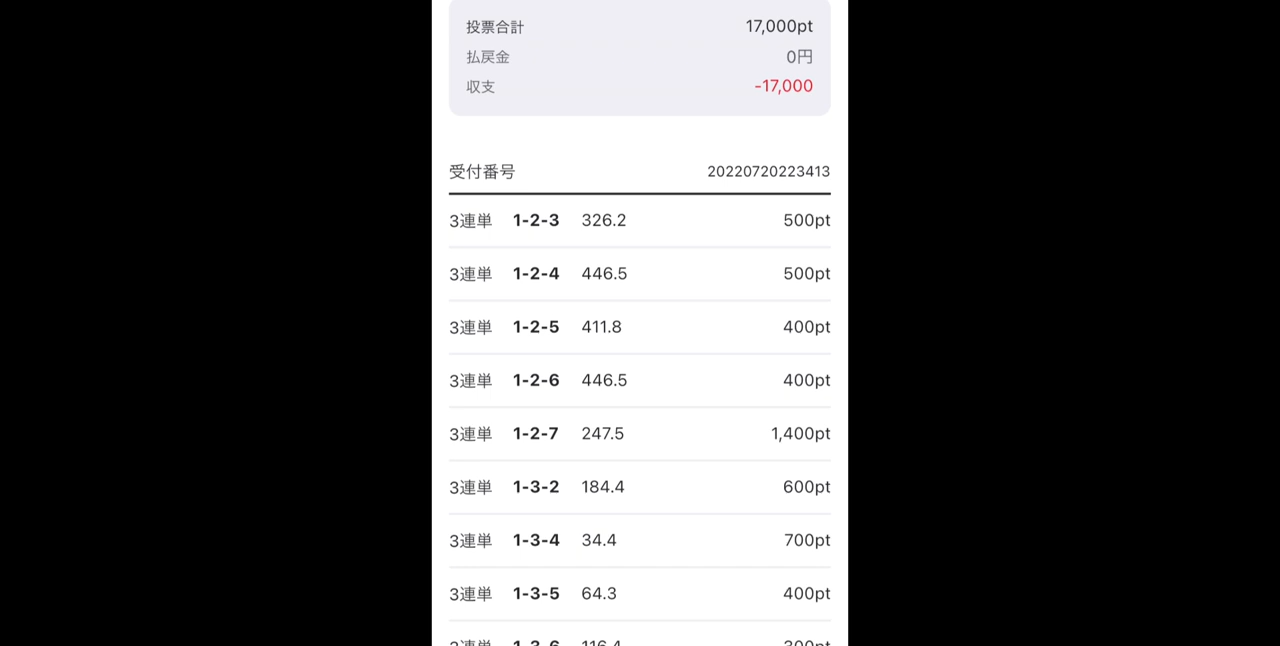 投票合計 17,000pt
払戻金 0円
収支 -17,000
受付番号 20220720223413
3連単 1-2-3 326.2 500pt
3連単 1-2-4 446.5 500pt
3連単 1-2-5 411.8 400pt
3連単 1-2-6 446.5 400pt
3連単 1-2-7 247.5 1,400pt
3連単 1-3-2 184.4 600pt
3連単 1-3-4 34.4 700pt
3連単 1-3-5 64.3 400pt